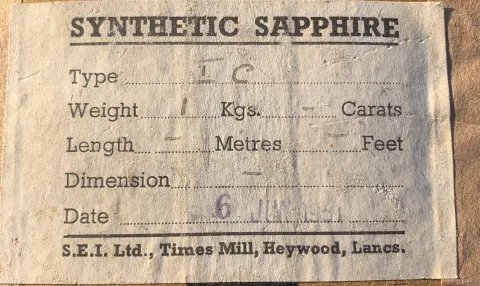 SYNTHETIC SAPPHIRE
Type I C
Weight 1 Kgs. - Carats
Length - Metres - Feet
Dimension -
Date 6
S.E.I. Ltd., Times Mill, Heywood, Lancs.